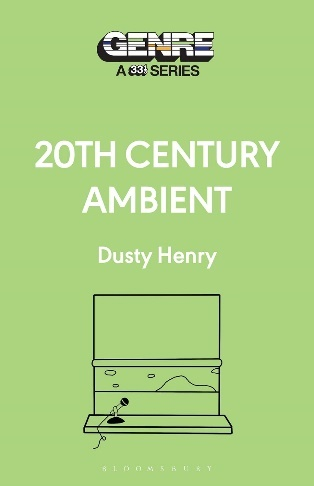 GENRE
A 33⅓ SERIES
20TH CENTURY
AMBIENT
Dusty Henry
BLOOMSBURY